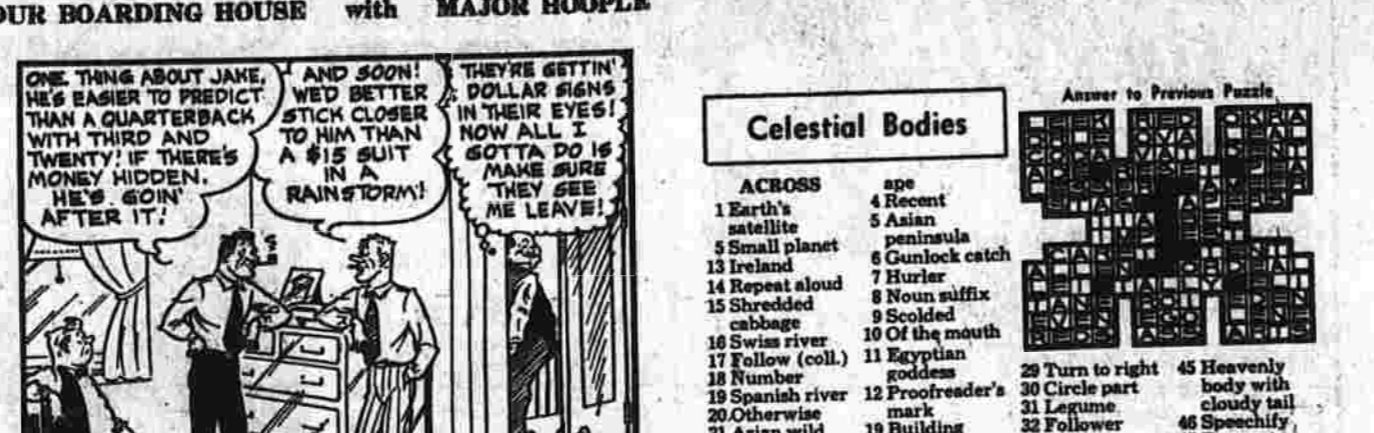 OUR BOARDING HOUSE with MAJOR HOOPLE
ONE THING ABOUT JAKE,
HE'S EASIER TO PREDICT
THAN A QUARTERBACK
WITH THIRD AND
TWENTY! IF THERE'S
MONEY HIDDEN,
HE'S GOIN'
AFTER IT!
AND SOON!
WE'D BETTER
STICK CLOSER
TO HIM THAN
A $15 SUIT
IN A
RAINSTORM!
THEY'RE GETTIN'
DOLLAR SIGNS
IN THEIR EYES!
NOW ALL I
GOTTA DO IS
MAKE SURE
THEY SEE
ME LEAVE!
Celestial Bodies
ACROSS
1 Earth's
satellite
5 Small planet
13 Ireland
14 Repeat aloud
15 Shredded
cabbage
16 Swiss river
17 Follow (coll.)
18 Number
19 Spanish river
20 Otherwise
21 Asian wild
ape
4 Recent
5 Asian
peninsula
6 Gunlock catch
7 Hurler
8 Noun suffix
9 Scolded
10 Of the mouth
11 Egyptian
goddess
12 Proofreader's
mark
19 Building
Answer to Previous Puzzle
29 Turn to right
30 Circle part
31 Legume
32 Follower
45 Heavenly
body with
cloudy tail
46 Speechify